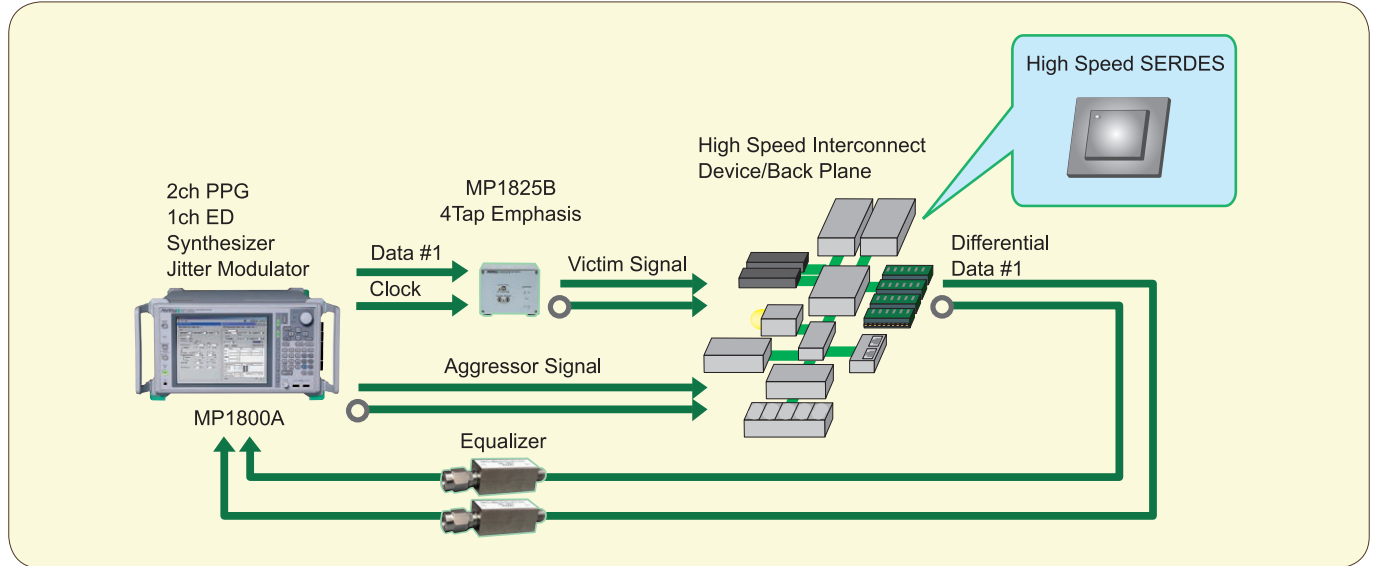 High Speed SERDES
High Speed Interconnect
Device/Back Plane
2ch PPG
1ch ED
Synthesizer
Jitter Modulator
MP1825B
4Tap Emphasis
Data #1
Clock
Victim Signal
Differential
Data #1
Aggressor Signal
MP1800A
Equalizer